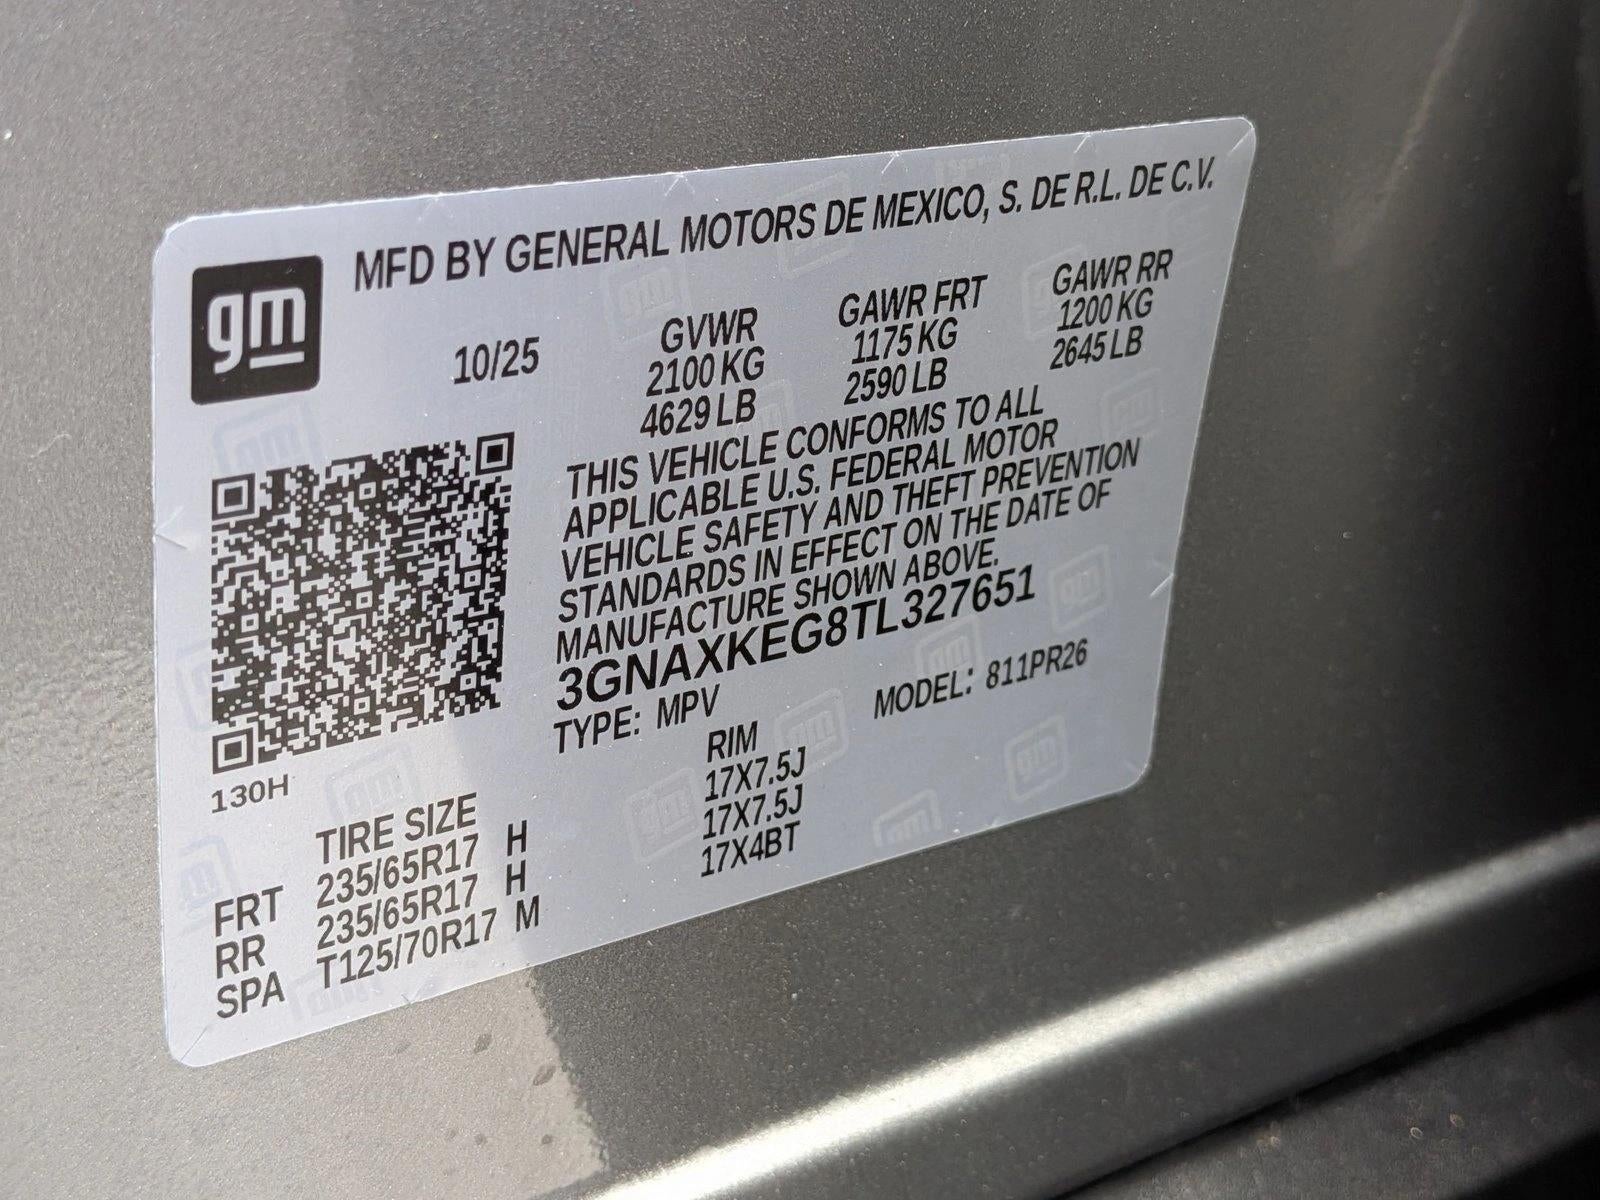 gm
MFD BY GENERAL MOTORS DE MEXICO, S. DE R.L. DE C.V.
10/25 GVWR GAWR FRT GAWR RR
2100 KG 1175 KG 1200 KG
4629 LB 2590 LB 2645 LB
THIS VEHICLE CONFORMS TO ALL
APPLICABLE U.S. FEDERAL MOTOR
VEHICLE SAFETY AND THEFT PREVENTION
STANDARDS IN EFFECT ON THE DATE OF
MANUFACTURE SHOWN ABOVE.
3GNAXKEG8TL327651
TYPE: MPV MODEL: 811PR26
130H
TIRE SIZE RIM
FRT 235/65R17 H 17X7.5J
RR 235/65R17 H 17X7.5J
SPA T125/70R17 M 17X4BT